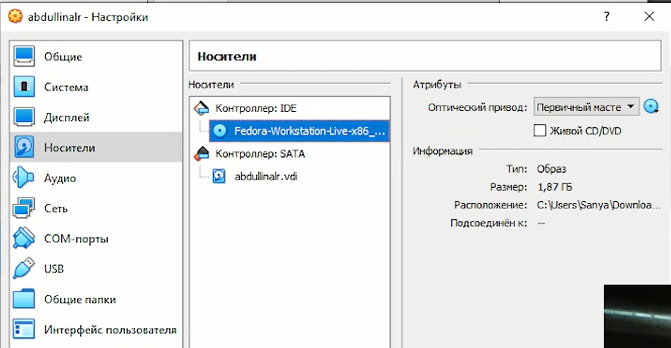 abdullinalr - Настройки
?
Общие
Система
Дисплей
Носители
Аудио
Сеть
COM-порты
USB
Общие папки
Интерфейс пользователя
Носители
Носители
Контроллер: IDE
Fedora-Workstation-Live-x86_...
Контроллер: SATA
abdullinalr.vdi
Атрибуты
Оптический привод: Первичный масте
Живой CD/DVD
Информация
Тип: Образ
Размер: 1,87 ГБ
Расположение: C:\Users\Sanya\Downloa...
Подсоединён к: --